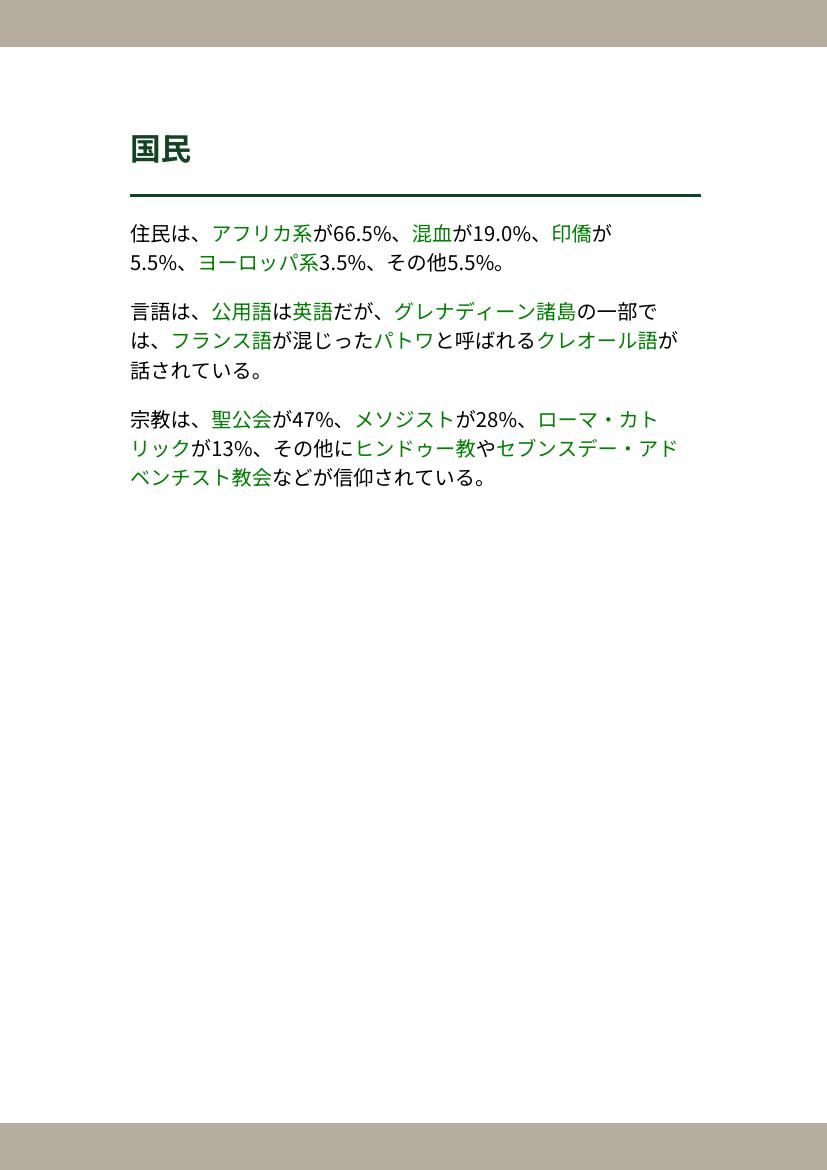 国民
住民は、アフリカ系が66.5%、混血が19.0%、印僑が
5.5%、ヨーロッパ系3.5%、その他5.5%。
言語は、公用語は英語だが、グレナディーン諸島の一部で
は、フランス語が混じったパトワと呼ばれるクレオール語が
話されている。
宗教は、聖公会が47%、メソジストが28%、ローマ・カト
リックが13%、その他にヒンドゥー教やセブンスデー・アド
ベンチスト教会などが信仰されている。